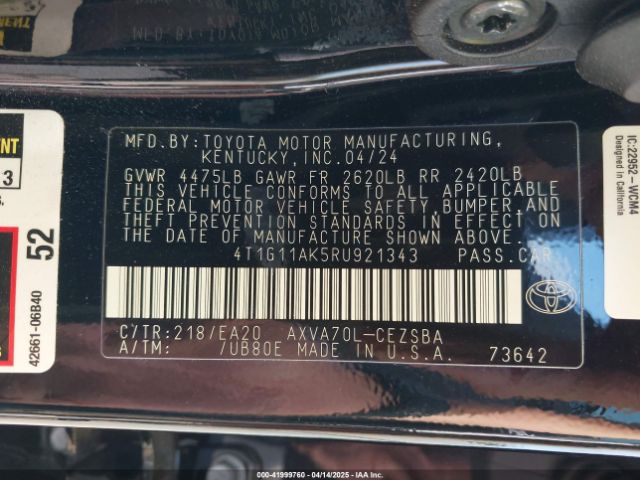 MFD. BY: TOYOTA MOTOR MANUFACTURING,
KENTUCKY, INC. 04/24
GVWR 4475LB GAWR FR 2620LB RR 2420LB
THIS VEHICLE CONFORMS TO ALL APPLICABLE
FEDERAL MOTOR VEHICLE SAFETY, BUMPER, AND
THEFT PREVENTION STANDARDS IN EFFECT ON
THE DATE OF MANUFACTURE SHOWN ABOVE.
4T1G11AK5RU921343 PASS. CAR
C/TR: 218/EA20 AXVA70L-CEZSBA
A/TM: /UB80E MADE IN U.S.A. 73642
TOYOTA
52
42661-06B40
IC:22952-WCM4
Designed in California
000-41999760 - 04/14/2025 - IAA Inc.